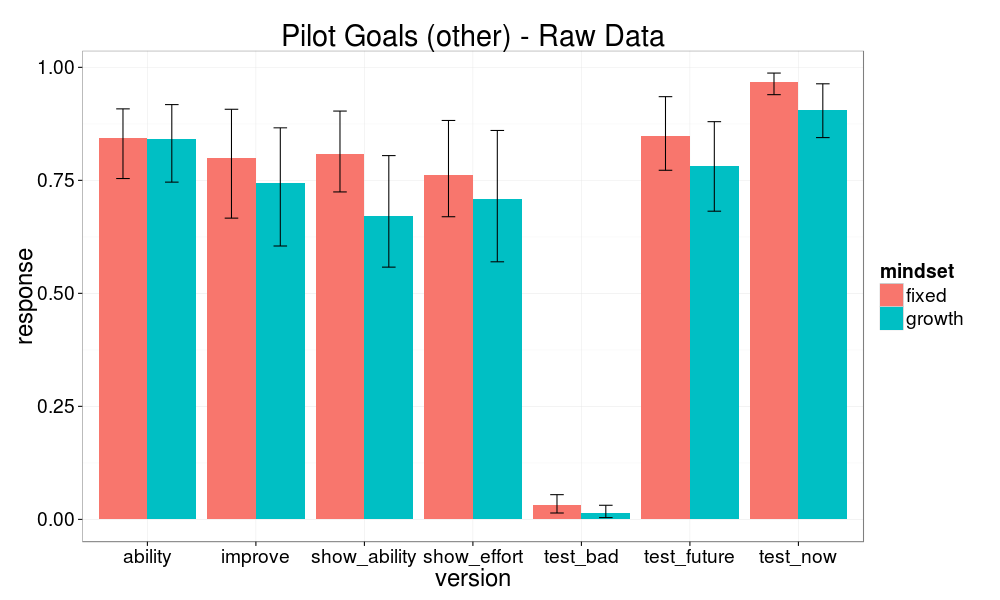 Pilot Goals (other) - Raw Data
response
1.00
0.75
0.50
0.25
0.00
ability improve show_ability show_effort test_bad test_future test_now
version
mindset
fixed
growth